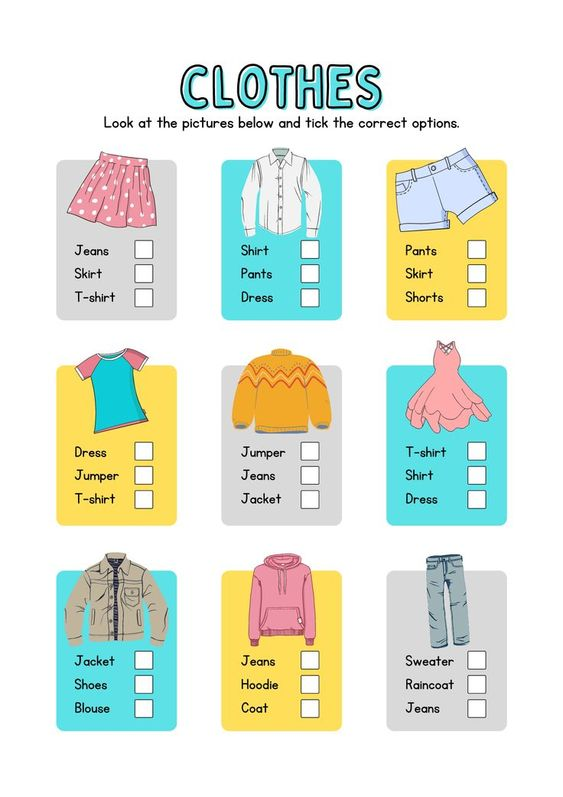 CLOTHES
Look at the pictures below and tick the correct options.
Jeans
Skirt
T-shirt
Shirt
Pants
Dress
Pants
Skirt
Shorts
Dress
Jumper
T-shirt
Jumper
Jeans
Jacket
T-shirt
Shirt
Dress
Jacket
Shoes
Blouse
Jeans
Hoodie
Coat
Sweater
Raincoat
Jeans